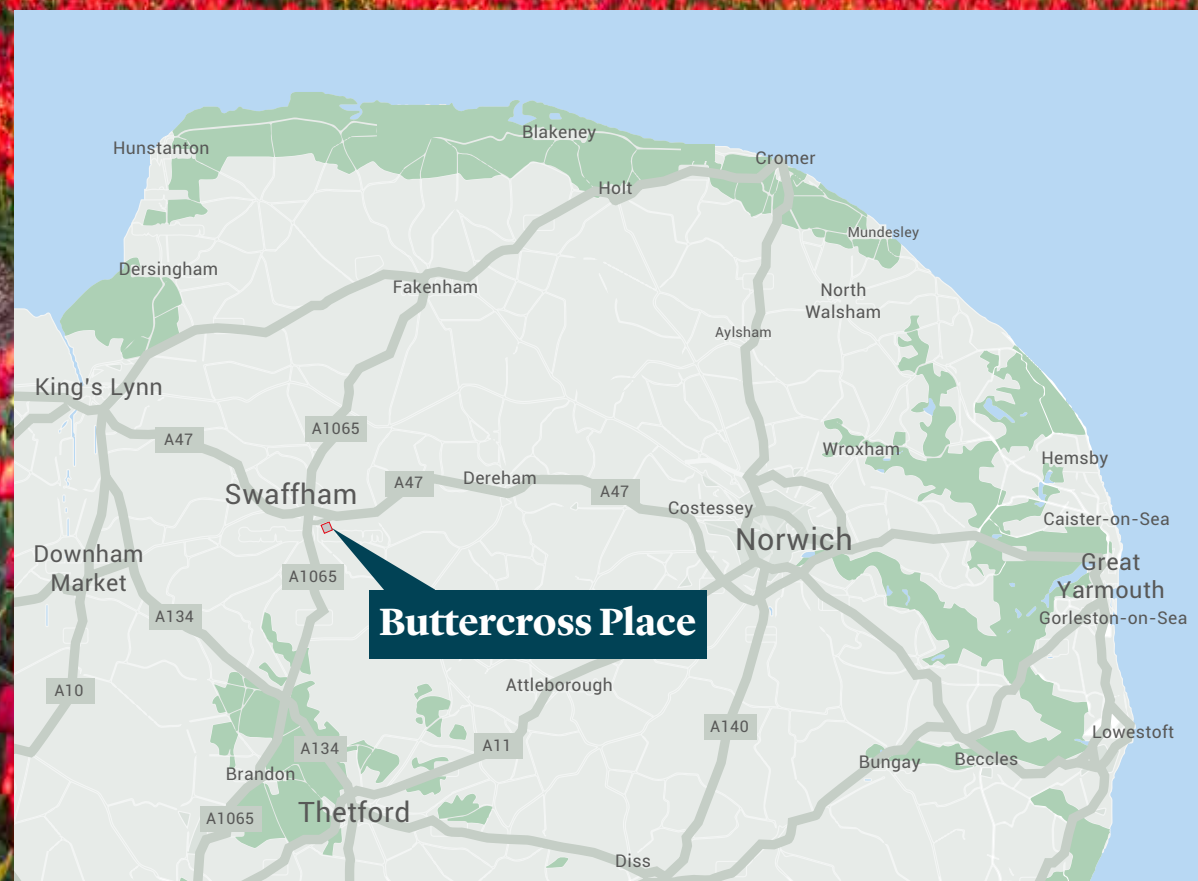 Blakeney
Hunstanton
Cromer
Holt
Mundesley
Dersingham
Fakenham
North
Walsham
Aylsham
King's Lynn
A1065
A47
Wroxham
Hemsby
Dereham
A47
A47
Swaffham
Costessey
Caister-on-Sea
Norwich
Downham
Market
Great
Yarmouth
A1065
A134
Gorleston-on-Sea
Buttercross Place
Attleborough
A10
A140
Lowestoft
A11
A134
Bungay
Beccles
Brandon
Thetford
A1065
Diss